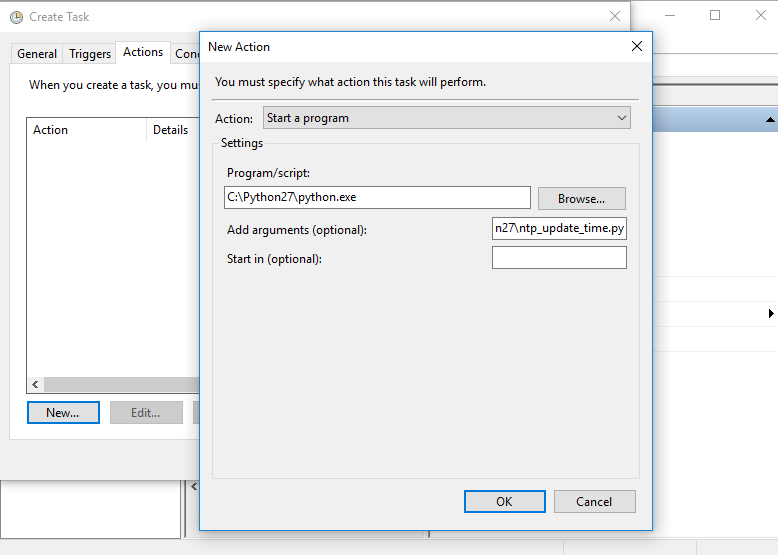 Create Task
General Triggers Actions
When you create a task, you
Action Details
New... Edit...
New Action
You must specify what action this task will perform.
Action: Start a program
Settings
Program/script:
C:\Python27\python.exe Browse...
Add arguments (optional): n27\ntp_update_time.py
Start in (optional):
OK Cancel